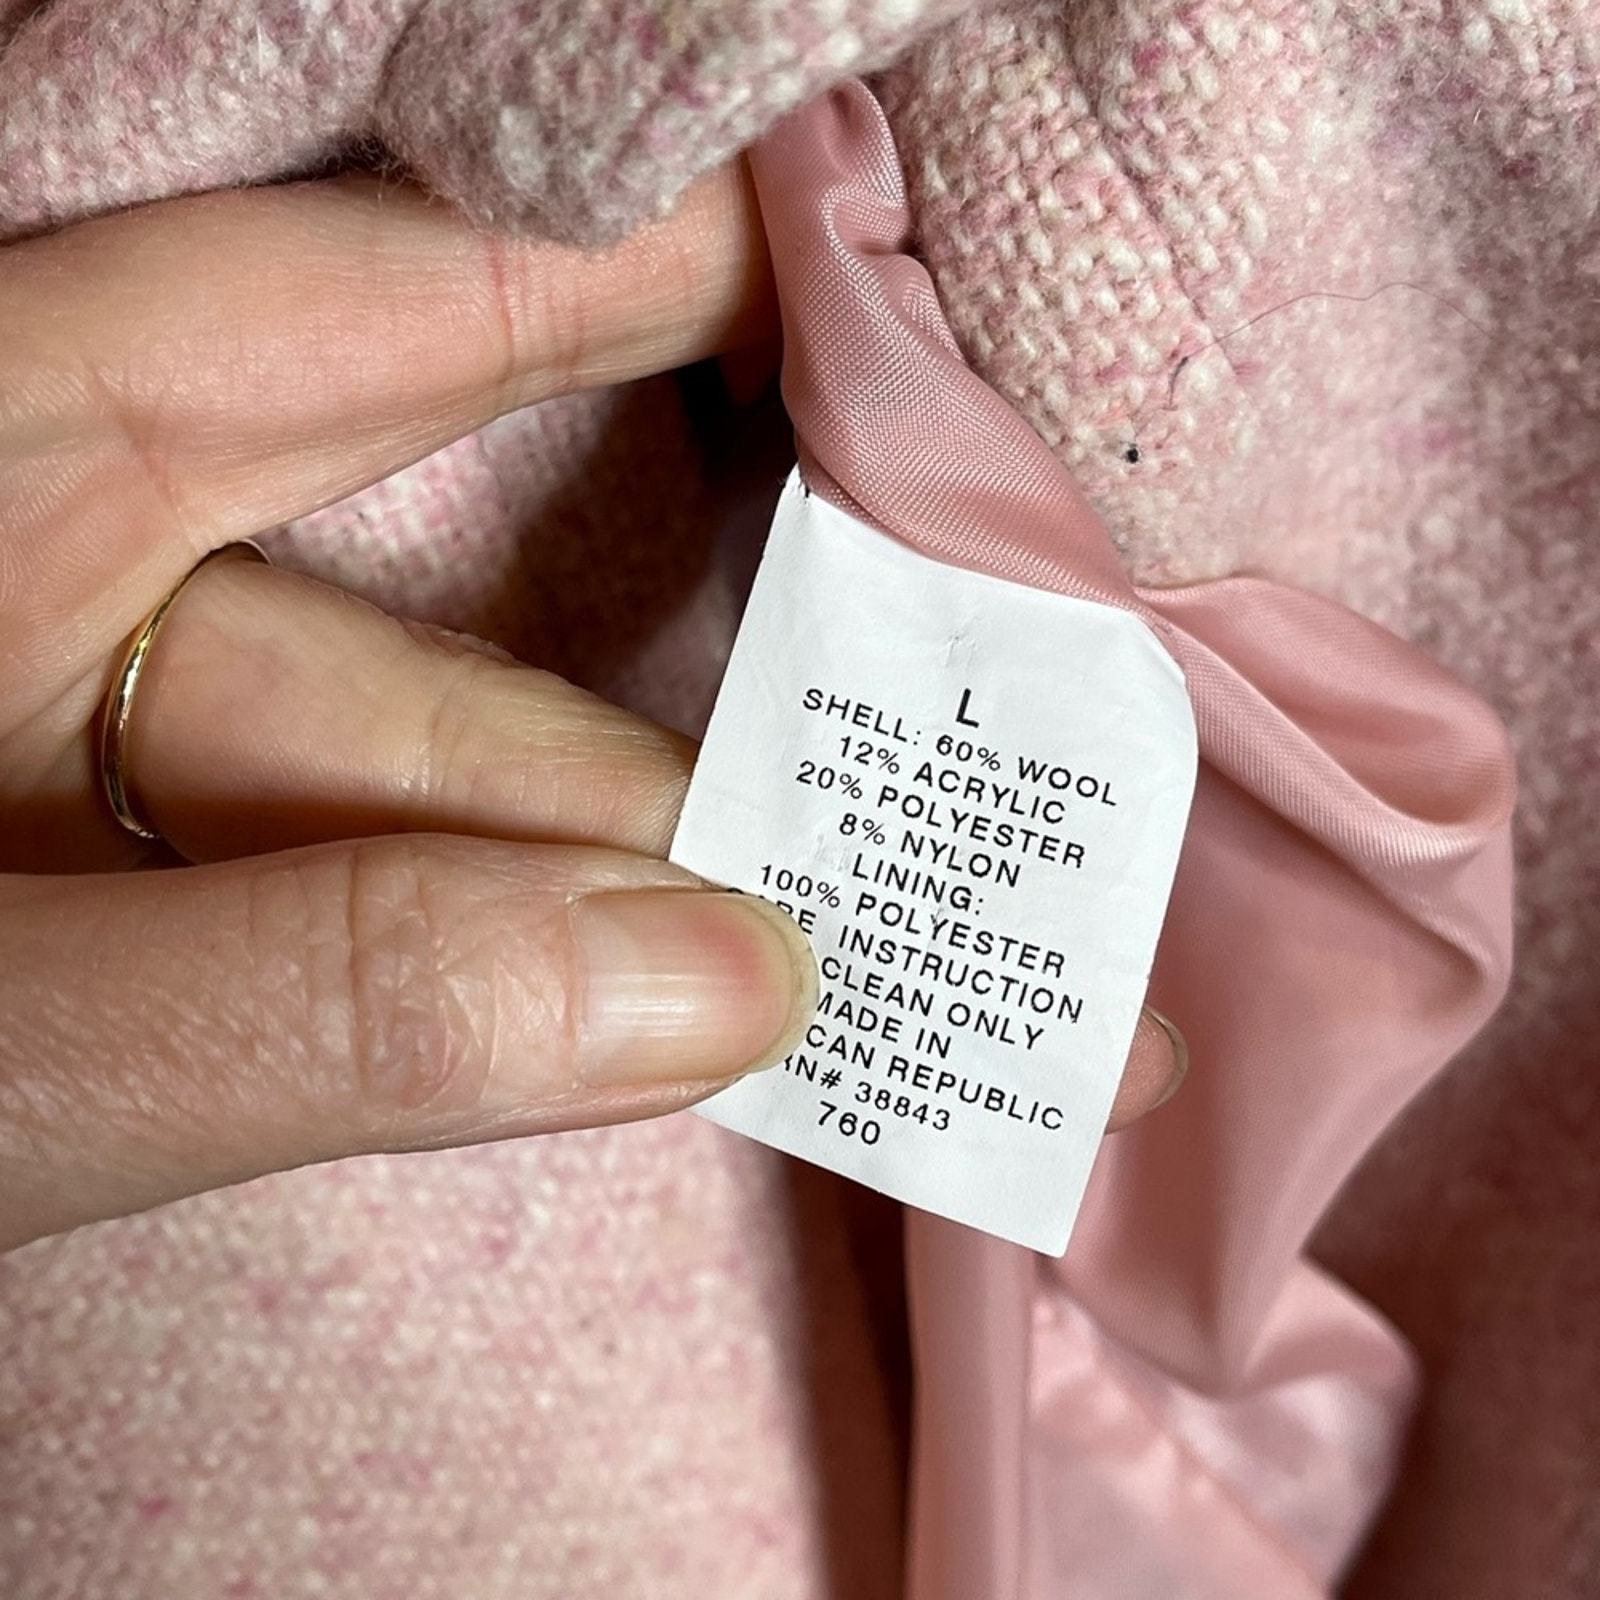 L
SHELL: 60% WOOL
12% ACRYLIC
20% POLYESTER
8% NYLON
LINING:
100% POLYESTER
INSTRUCTION
CLEAN ONLY
MADE IN
REPUBLIC
RN# 38843
760